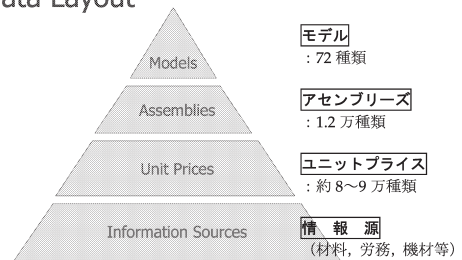 ata Layout
Models
モデル
：72 種類
Assemblies
アセンブリーズ
：1.2 万種類
Unit Prices
ユニットプライス
：約 8〜9 万種類
Information Sources
情 報 源
（材料，労務，機材等）